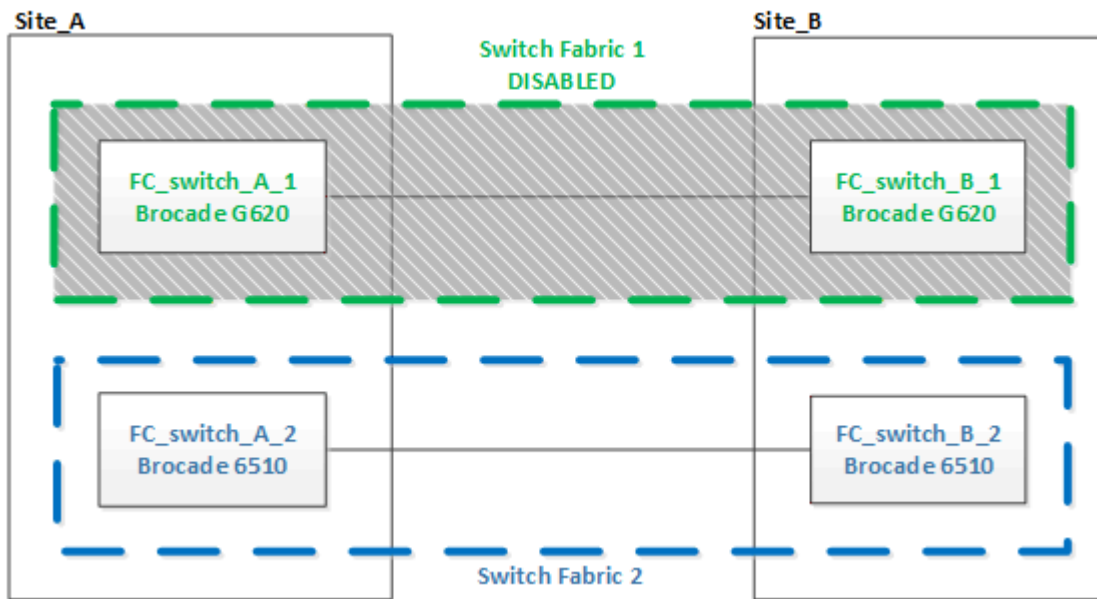 Site_A
Site_B
Switch Fabric 1
DISABLED
FC_switch_A_1
Brocade G620
FC_switch_B_1
Brocade G620
FC_switch_A_2
Brocade 6510
FC_switch_B_2
Brocade 6510
Switch Fabric 2